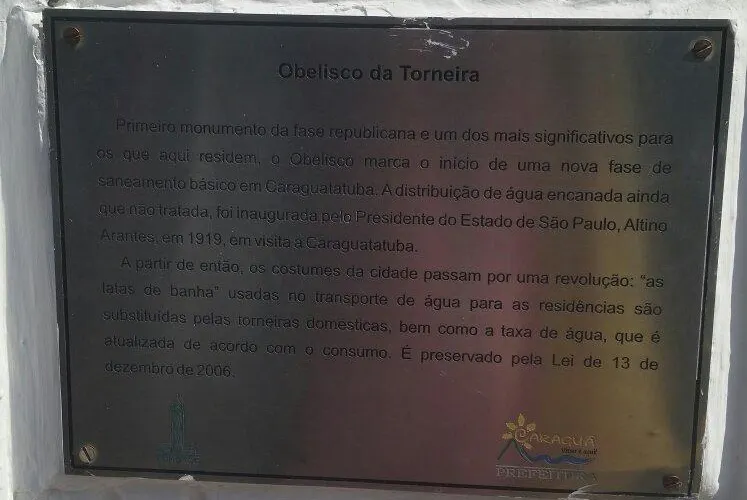 Obelisco da Torneira
Primeiro monumento da fase republicana e um dos mais significativos para
os que aqui residem, o Obelisco marca o início de uma nova fase de
saneamento básico em Caraguatatuba. A distribuição de água encanada ainda
que não tratada, foi inaugurada pelo Presidente do Estado de São Paulo, Altino
Arantes, em 1919, em visita a Caraguatatuba.
A partir de então, os costumes da cidade passam por uma revolução: "as
latas de banha" usadas no transporte de água para as residências são
substituídas pelas torneiras domésticas, bem como a taxa de água, que é
atualizada de acordo com o consumo. É preservado pela Lei de 13 de
dezembro de 2006.
CARAGUÁ
PREFEITURA